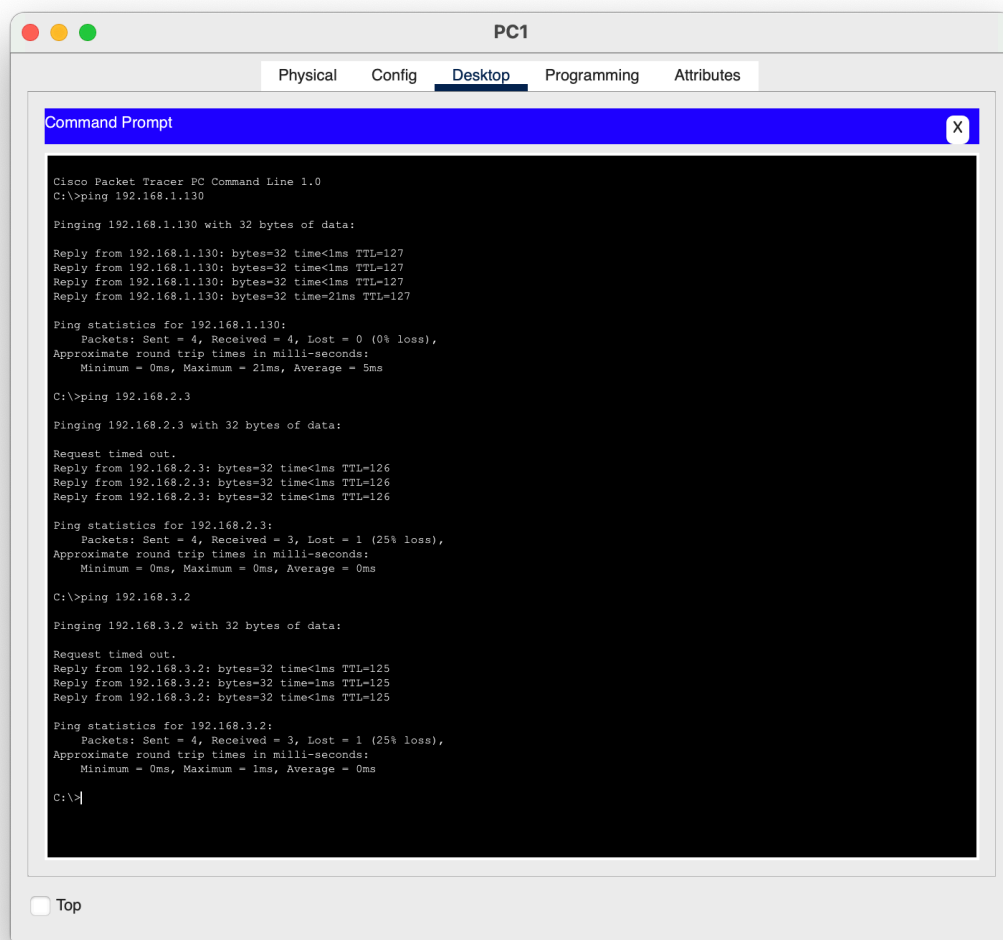 PC1
Physical Config Desktop Programming Attributes
Command Prompt
X
Cisco Packet Tracer PC Command Line 1.0
C:\>ping 192.168.1.130
Pinging 192.168.1.130 with 32 bytes of data:
Reply from 192.168.1.130: bytes=32 time<1ms TTL=127
Reply from 192.168.1.130: bytes=32 time<1ms TTL=127
Reply from 192.168.1.130: bytes=32 time<1ms TTL=127
Reply from 192.168.1.130: bytes=32 time=21ms TTL=127
Ping statistics for 192.168.1.130:
    Packets: Sent = 4, Received = 4, Lost = 0 (0% loss),
Approximate round trip times in milli-seconds:
    Minimum = 0ms, Maximum = 21ms, Average = 5ms
C:\>ping 192.168.2.3
Pinging 192.168.2.3 with 32 bytes of data:
Request timed out.
Reply from 192.168.2.3: bytes=32 time<1ms TTL=126
Reply from 192.168.2.3: bytes=32 time<1ms TTL=126
Reply from 192.168.2.3: bytes=32 time<1ms TTL=126
Ping statistics for 192.168.2.3:
    Packets: Sent = 4, Received = 3, Lost = 1 (25% loss),
Approximate round trip times in milli-seconds:
    Minimum = 0ms, Maximum = 0ms, Average = 0ms
C:\>ping 192.168.3.2
Pinging 192.168.3.2 with 32 bytes of data:
Request timed out.
Reply from 192.168.3.2: bytes=32 time<1ms TTL=125
Reply from 192.168.3.2: bytes=32 time=1ms TTL=125
Reply from 192.168.3.2: bytes=32 time<1ms TTL=125
Ping statistics for 192.168.3.2:
    Packets: Sent = 4, Received = 3, Lost = 1 (25% loss),
Approximate round trip times in milli-seconds:
    Minimum = 0ms, Maximum = 1ms, Average = 0ms
C:\>
Top